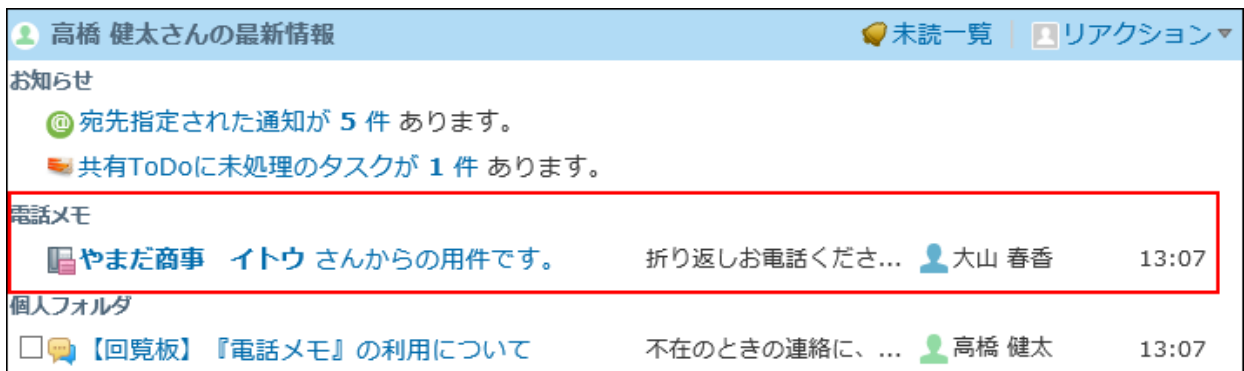 高橋 健太さんの最新情報 未読一覧 リアクション▼
お知らせ
@ 宛先指定された通知が 5 件 あります。
共有ToDoに未処理のタスクが 1 件 あります。
電話メモ
やまだ商事　イトウ さんからの用件です。 折り返しお電話くださ... 大山 春香 13:07
個人フォルダ
【回覧板】『電話メモ』の利用について 不在のときの連絡に、... 高橋 健太 13:07